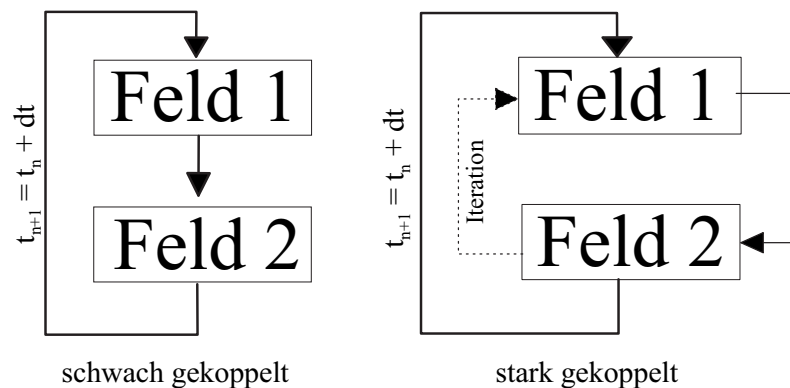 Feld 1
t_{n+1} = t_n + dt
Feld 2
schwach gekoppelt
Feld 1
t_{n+1} = t_n + dt
Iteration
Feld 2
stark gekoppelt